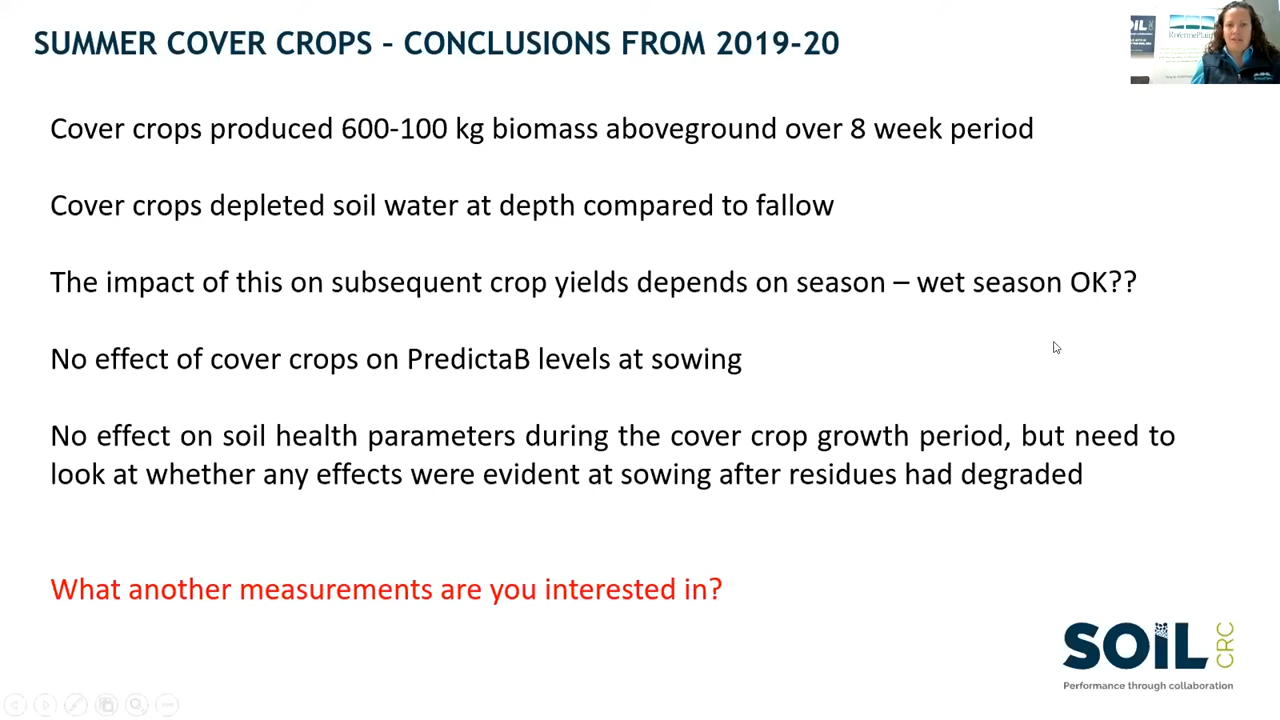 SUMMER COVER CROPS – CONCLUSIONS FROM 2019-20
Cover crops produced 600-100 kg biomass aboveground over 8 week period
Cover crops depleted soil water at depth compared to fallow
The impact of this on subsequent crop yields depends on season – wet season OK??
No effect of cover crops on PredictaB levels at sowing
No effect on soil health parameters during the cover crop growth period, but need to
look at whether any effects were evident at sowing after residues had degraded
What another measurements are you interested in?
SOIL CRC
Performance through collaboration